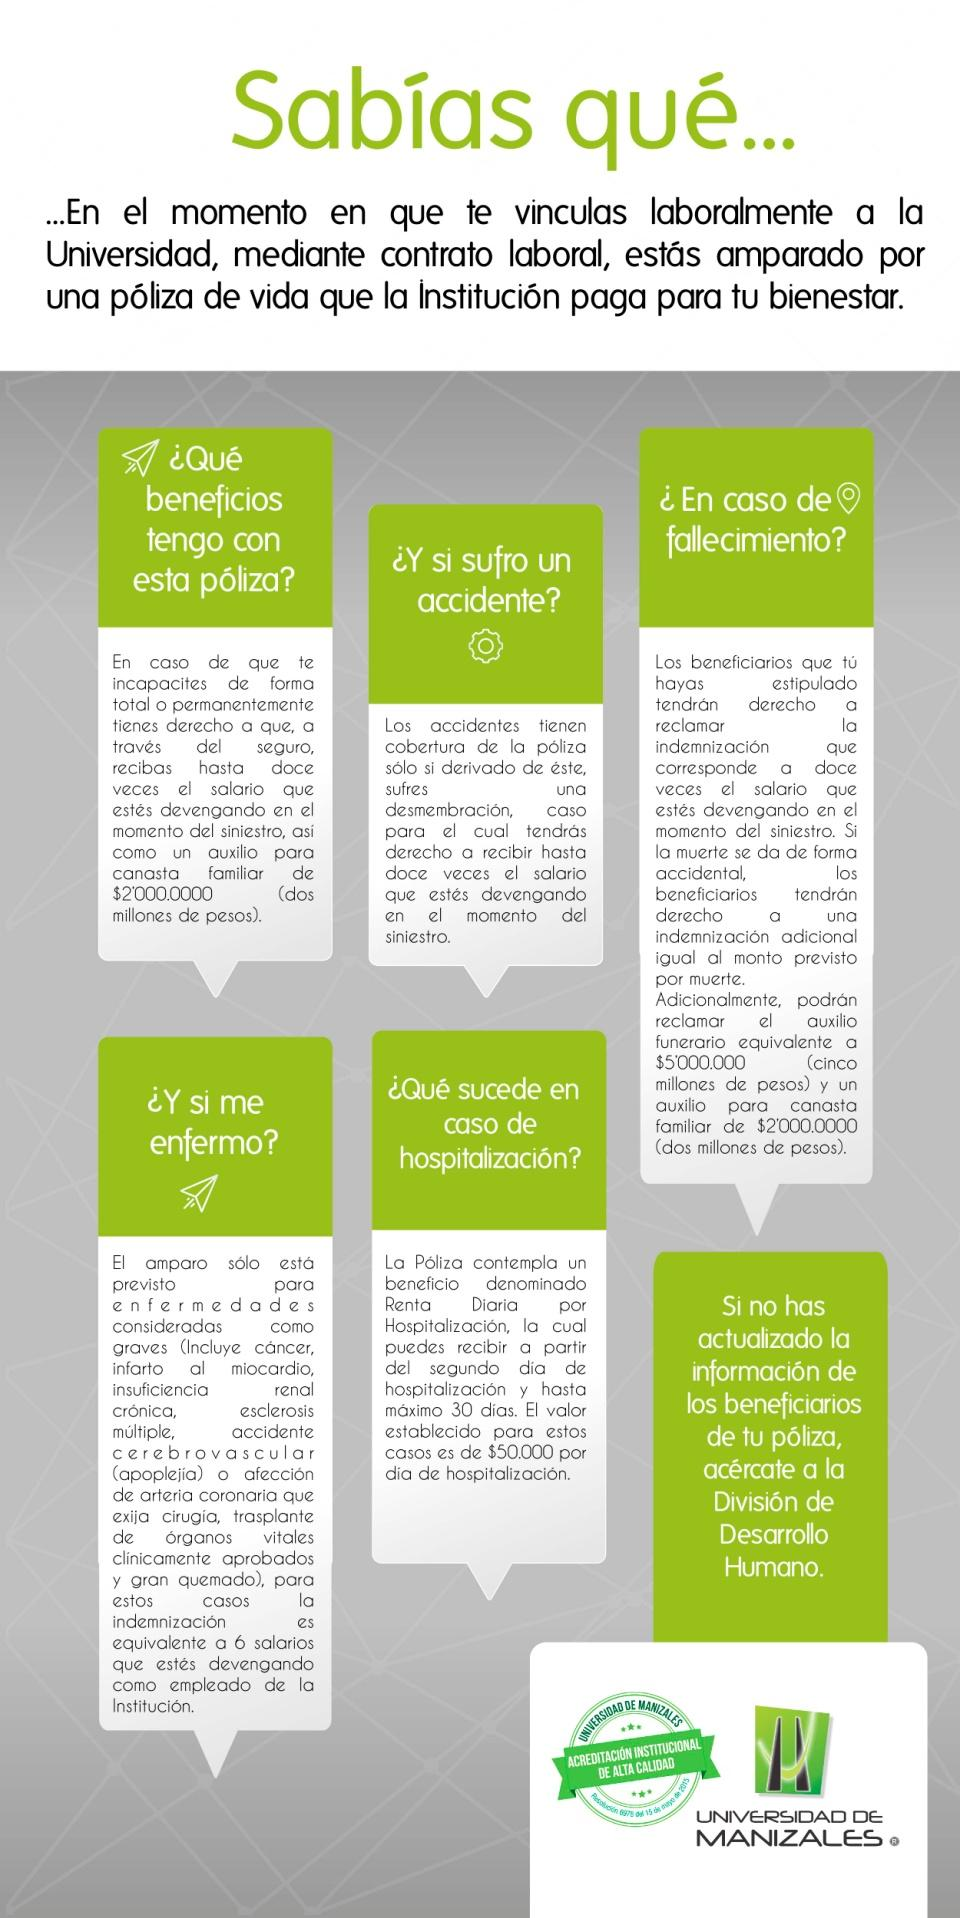 Sabías qué...
...En el momento en que te vinculas laboralmente a la
Universidad, mediante contrato laboral, estás amparado por
una póliza de vida que la Institución paga para tu bienestar.
¿Qué
beneficios
tengo con
esta póliza?
En caso de que te
incapacites de forma
total o permanentemente
tienes derecho a que, a
través del seguro,
recibas hasta doce
veces el salario que
estés devengando en el
momento del siniestro, así
como un auxilio para
canasta familiar de
$2'000.0000 (dos
millones de pesos).
¿Y si sufro un
accidente?
Los accidentes tienen
cobertura de la póliza
sólo si derivado de éste,
sufres una
desmembración, caso
para el cual tendrás
derecho a recibir hasta
doce veces el salario
que estés devengando
en el momento del
siniestro.
¿ En caso de
fallecimiento?
Los beneficiarios que tú
hayas estipulado
tendrán derecho a
reclamar la
indemnización que
corresponde a doce
veces el salario que
estés devengando en el
momento del siniestro. Si
la muerte se da de forma
accidental, los
beneficiarios tendrán
derecho a una
indemnización adicional
igual al monto previsto
por muerte.
Adicionalmente, podrán
reclamar el auxilio
funerario equivalente a
$5'000.000 (cinco
millones de pesos) y un
auxilio para canasta
familiar de $2'000.0000
(dos millones de pesos).
¿Y si me
enfermo?
El amparo sólo está
previsto para
enfermedades
consideradas como
graves (Incluye cáncer,
infarto al miocardio,
insuficiencia renal
crónica, esclerosis
múltiple, accidente
cerebrovascular
(apoplejía) o afección
de arteria coronaria que
exija cirugía, trasplante
de órganos vitales
clínicamente aprobados
y gran quemado), para
estos casos la
indemnización es
equivalente a 6 salarios
que estés devengando
como empleado de la
Institución.
¿Qué sucede en
caso de
hospitalización?
La Póliza contempla un
beneficio denominado
Renta Diaria por
Hospitalización, la cual
puedes recibir a partir
del segundo día de
hospitalización y hasta
máximo 30 días. El valor
establecido para estos
casos es de $50.000 por
día de hospitalización.
Si no has
actualizado la
información de
los beneficiarios
de tu póliza,
acércate a la
División de
Desarrollo
Humano.
UNIVERSIDAD DE MANIZALES
ACREDITACIÓN INSTITUCIONAL
DE ALTA CALIDAD
Resolución 6975 del 15 de mayo de 2015
UNIVERSIDAD DE
MANIZALES ®